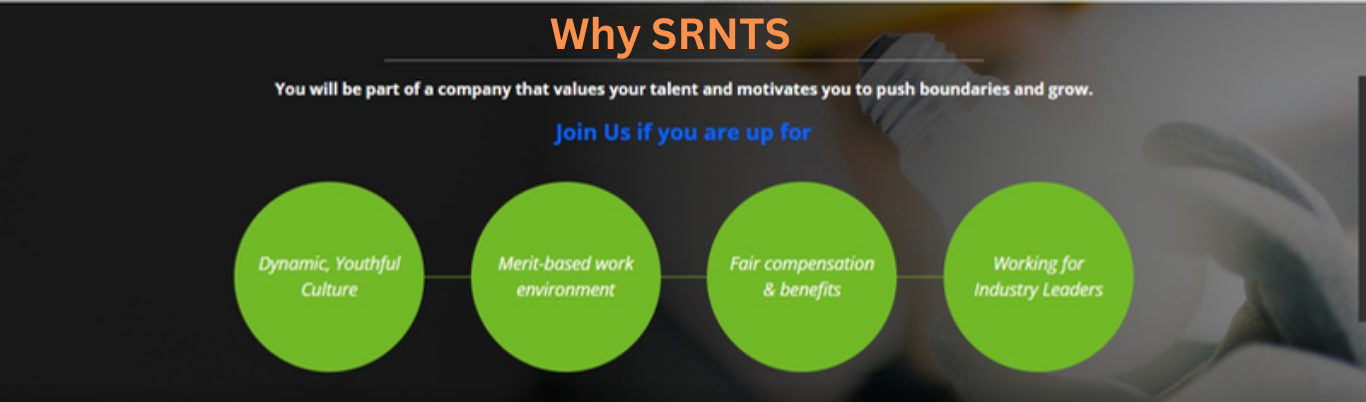 Why SRNTS
You will be part of a company that values your talent and motivates you to push boundaries and grow.
Join Us if you are up for
Dynamic, Youthful
Culture
Merit-based work
environment
Fair compensation
& benefits
Working for
Industry Leaders